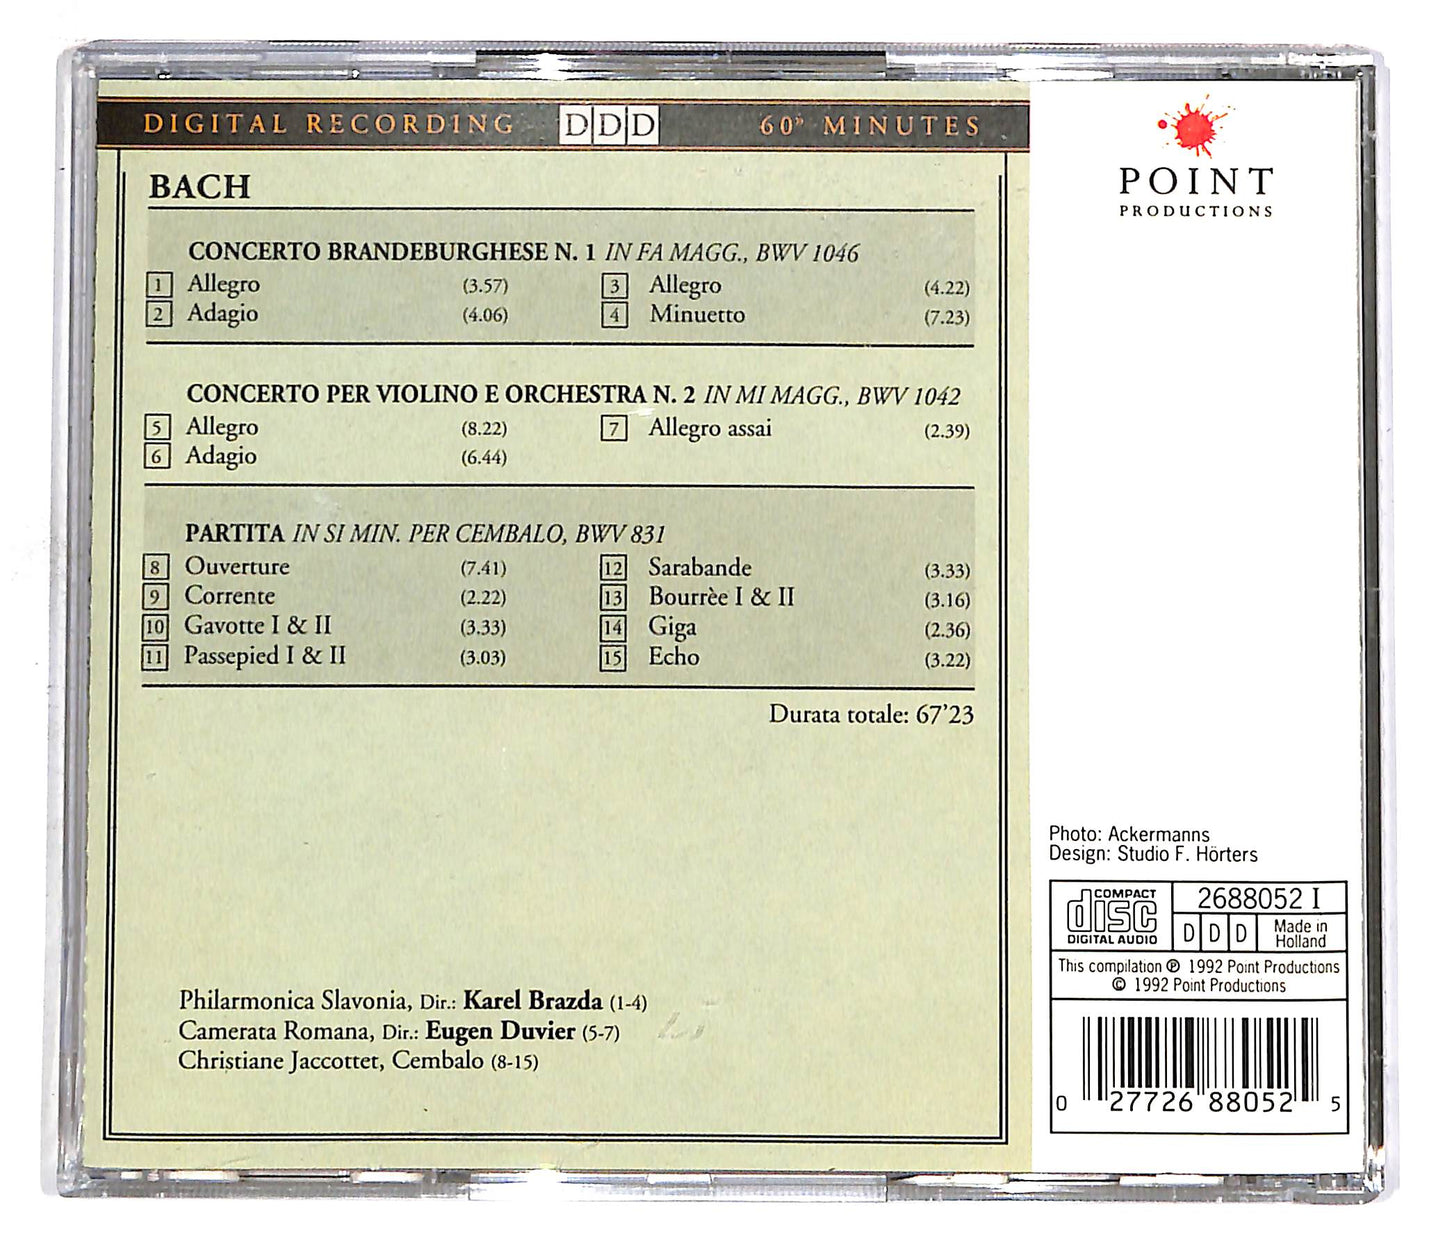 DIGITAL RECORDING DDD 60" MINUTES
POINT
PRODUCTIONS
BACH
CONCERTO BRANDEBURGHESE N. 1 IN FA MAGG., BWV 1046
1 Allegro (3.57) 3 Allegro (4.22)
2 Adagio (4.06) 4 Minuetto (7.23)
CONCERTO PER VIOLINO E ORCHESTRA N. 2 IN MI MAGG., BWV 1042
5 Allegro (8.22) 7 Allegro assai (2.39)
6 Adagio (6.44)
PARTITA IN SI MIN. PER CEMBALO, BWV 831
8 Ouverture (7.41) 12 Sarabande (3.33)
9 Corrente (2.22) 13 Bourrèe I & II (3.16)
10 Gavotte I & II (3.33) 14 Giga (2.36)
11 Passepied I & II (3.03) 15 Echo (3.22)
Durata totale: 67'23
Philarmonica Slavonia, Dir.: Karel Brazda (1-4)
Camerata Romana, Dir.: Eugen Duvier (5-7)
Christiane Jaccottet, Cembalo (8-15)
Photo: Ackermanns
Design: Studio F. Hörters
COMPACT
disc
DIGITAL AUDIO
2688052 I
D D D
Made in
Holland
This compilation ℗ 1992 Point Productions
© 1992 Point Productions
0 27726 88052 5